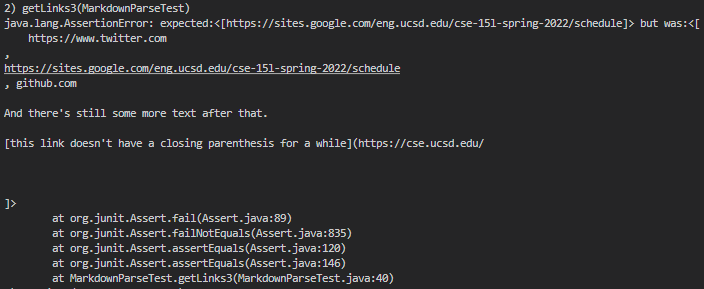 2) getLinks3(MarkdownParseTest)
java.lang.AssertionError: expected:<[https://sites.google.com/eng.ucsd.edu/cse-15l-spring-2022/schedule]> but was:<[
https://www.twitter.com
,
https://sites.google.com/eng.ucsd.edu/cse-15l-spring-2022/schedule
, github.com
And there's still some more text after that.
[this link doesn't have a closing parenthesis for a while](https://cse.ucsd.edu/
]>
at org.junit.Assert.fail(Assert.java:89)
at org.junit.Assert.failNotEquals(Assert.java:835)
at org.junit.Assert.assertEquals(Assert.java:120)
at org.junit.Assert.assertEquals(Assert.java:146)
at MarkdownParseTest.getLinks3(MarkdownParseTest.java:40)